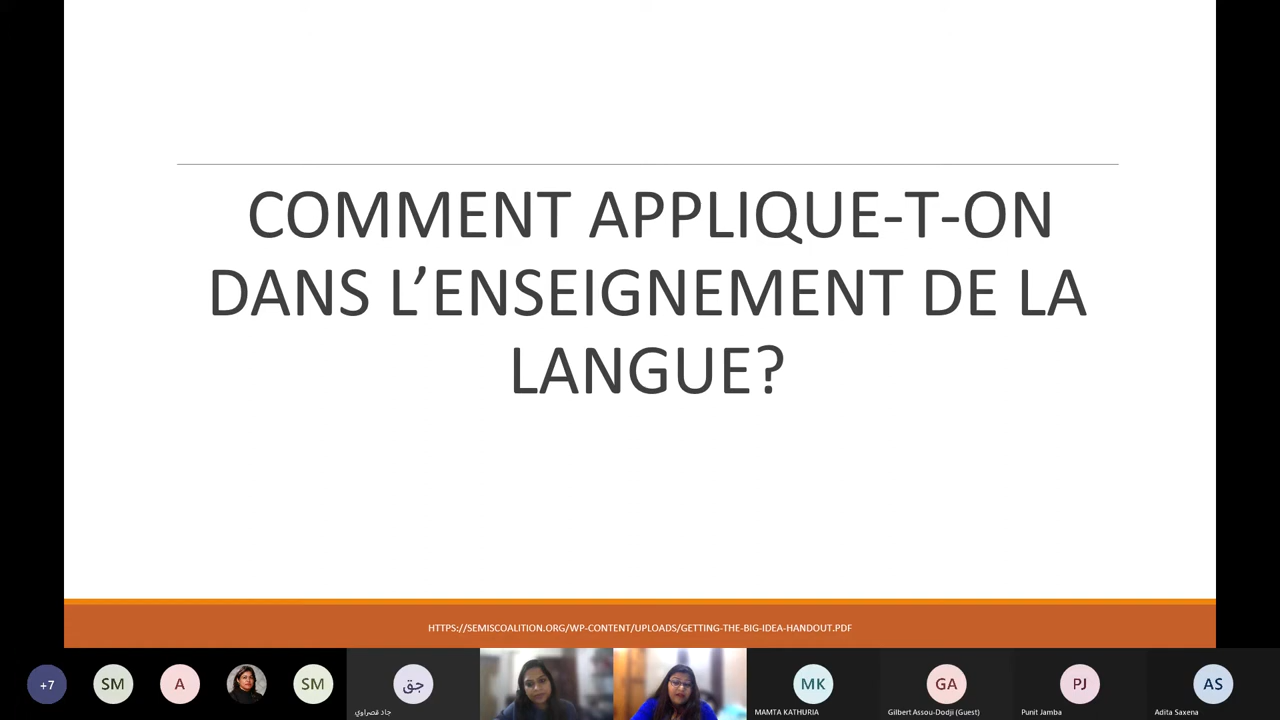 COMMENT APPLIQUE-T-ON
DANS L’ENSEIGNEMENT DE LA
LANGUE?
HTTPS://SEMISCOALITION.ORG/WP-CONTENT/UPLOADS/GETTING-THE-BIG-IDEA-HANDOUT.PDF
+7
SM
A
SM
جق
MK
GA
PJ
AS
جاد غصراوي
MAMTA KATHURIA
Gilbert Assou-Dodji (Guest)
Punit Jamba
Adita Saxena